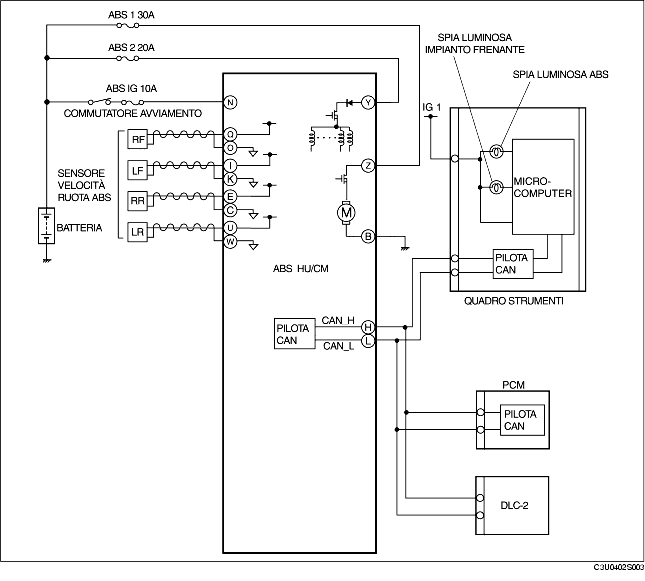 ABS 1 30A
ABS 2 20A
ABS IG 10A
COMMUTATORE AVVIAMENTO
SENSORE
VELOCITÀ
RUOTA ABS
BATTERIA
RF
LF
RR
LR
N
Q
O
I
K
E
C
U
W
Y
Z
M
B
ABS HU/CM
PILOTA
CAN
CAN_H
CAN_L
H
L
SPIA LUMINOSA
IMPIANTO FRENANTE
SPIA LUMINOSA ABS
IG 1
MICRO-
COMPUTER
PILOTA
CAN
QUADRO STRUMENTI
PCM
PILOTA
CAN
DLC-2
C3U0402S003